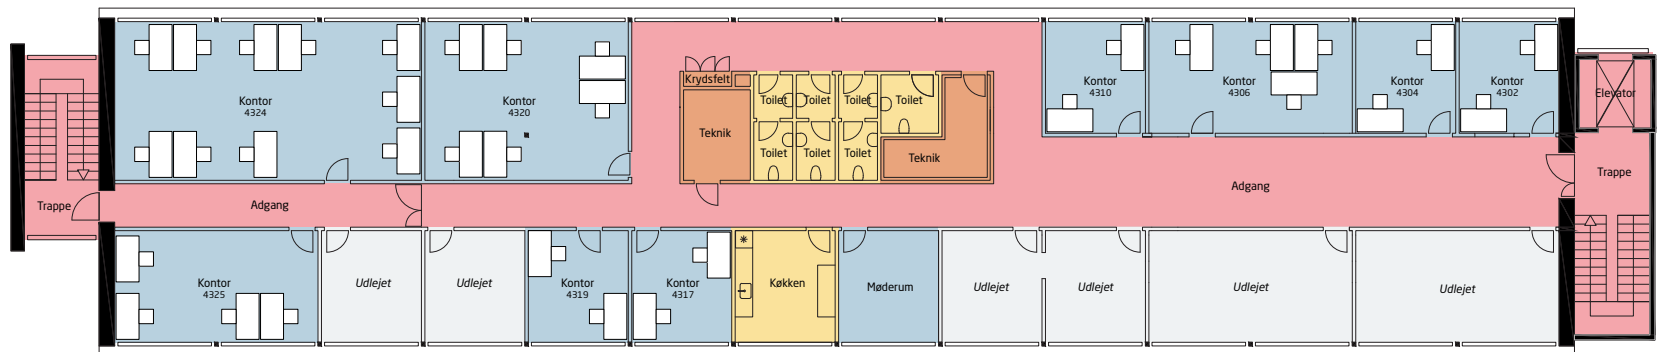 Kontor
4324
Kontor
4320
Krydsfelt
Teknik
Toilet
Toilet
Toilet
Toilet
Toilet
Toilet
Toilet
Teknik
Kontor
4310
Kontor
4306
Kontor
4304
Kontor
4302
Elevator
Trappe
Adgang
Adgang
Trappe
Kontor
4325
Udlejet
Udlejet
Kontor
4319
Kontor
4317
Køkken
Møderum
Udlejet
Udlejet
Udlejet
Udlejet